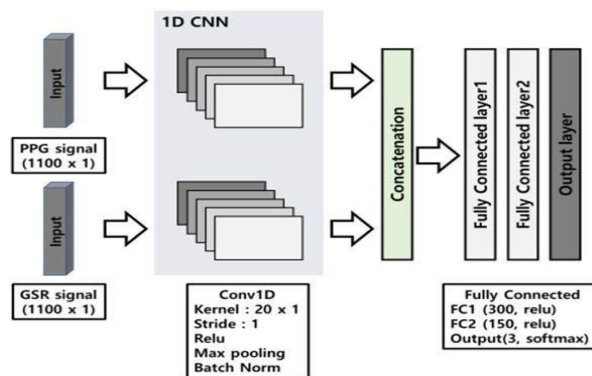 1D CNN
Input
PPG signal
(1100 x 1)
Input
GSR signal
(1100 x 1)
Conv1D
Kernel : 20 x 1
Stride : 1
Relu
Max pooling
Batch Norm
Concatenation
Fully Connected layer1
Fully Connected layer2
Output layer
Fully Connected
FC1 (300, relu)
FC2 (150, relu)
Output(3, softmax)